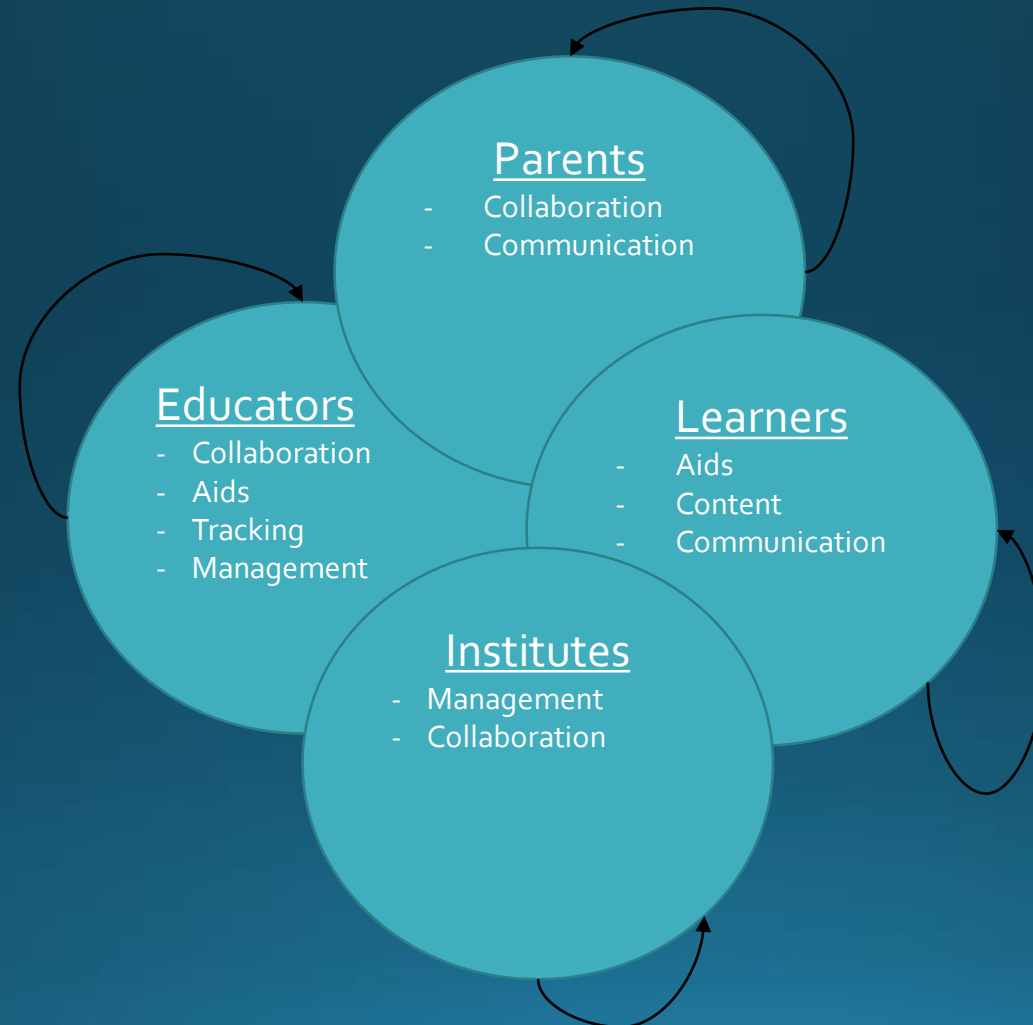 Parents
- Collaboration
- Communication
Educators
- Collaboration
- Aids
- Tracking
- Management
Learners
- Aids
- Content
- Communication
Institutes
- Management
- Collaboration